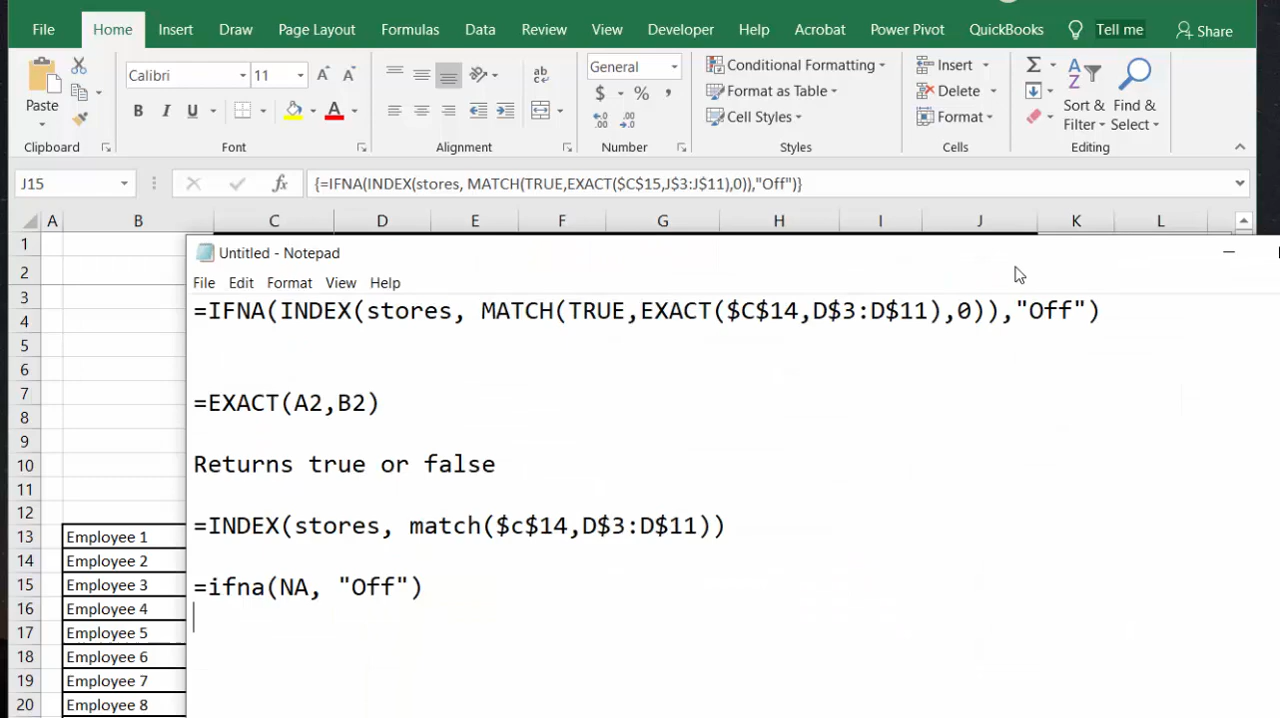 File Home Insert Draw Page Layout Formulas Data Review View Developer Help Acrobat Power Pivot QuickBooks Tell me Share
Calibri 11 A A ab General Conditional Formatting Insert Σ A Z
Paste B I U A $ % , Format as Table Delete Sort & Filter Find & Select
.00 .0 Cell Styles Format
Clipboard Font Alignment Number Styles Cells Editing
J15 fx {=IFNA(INDEX(stores, MATCH(TRUE,EXACT($C$15,J$3:J$11),0)),"Off")}
A B C D E F G H I J K L
1
Untitled - Notepad
2
File Edit Format View Help
3
=IFNA(INDEX(stores, MATCH(TRUE,EXACT($C$14,D$3:D$11),0)),"Off")
4
5
6
7
=EXACT(A2,B2)
8
9
10
Returns true or false
11
12
=INDEX(stores, match($c$14,D$3:D$11))
13 Employee 1
14 Employee 2
15 Employee 3
=ifna(NA, "Off")
16 Employee 4
17 Employee 5
18 Employee 6
19 Employee 7
20 Employee 8